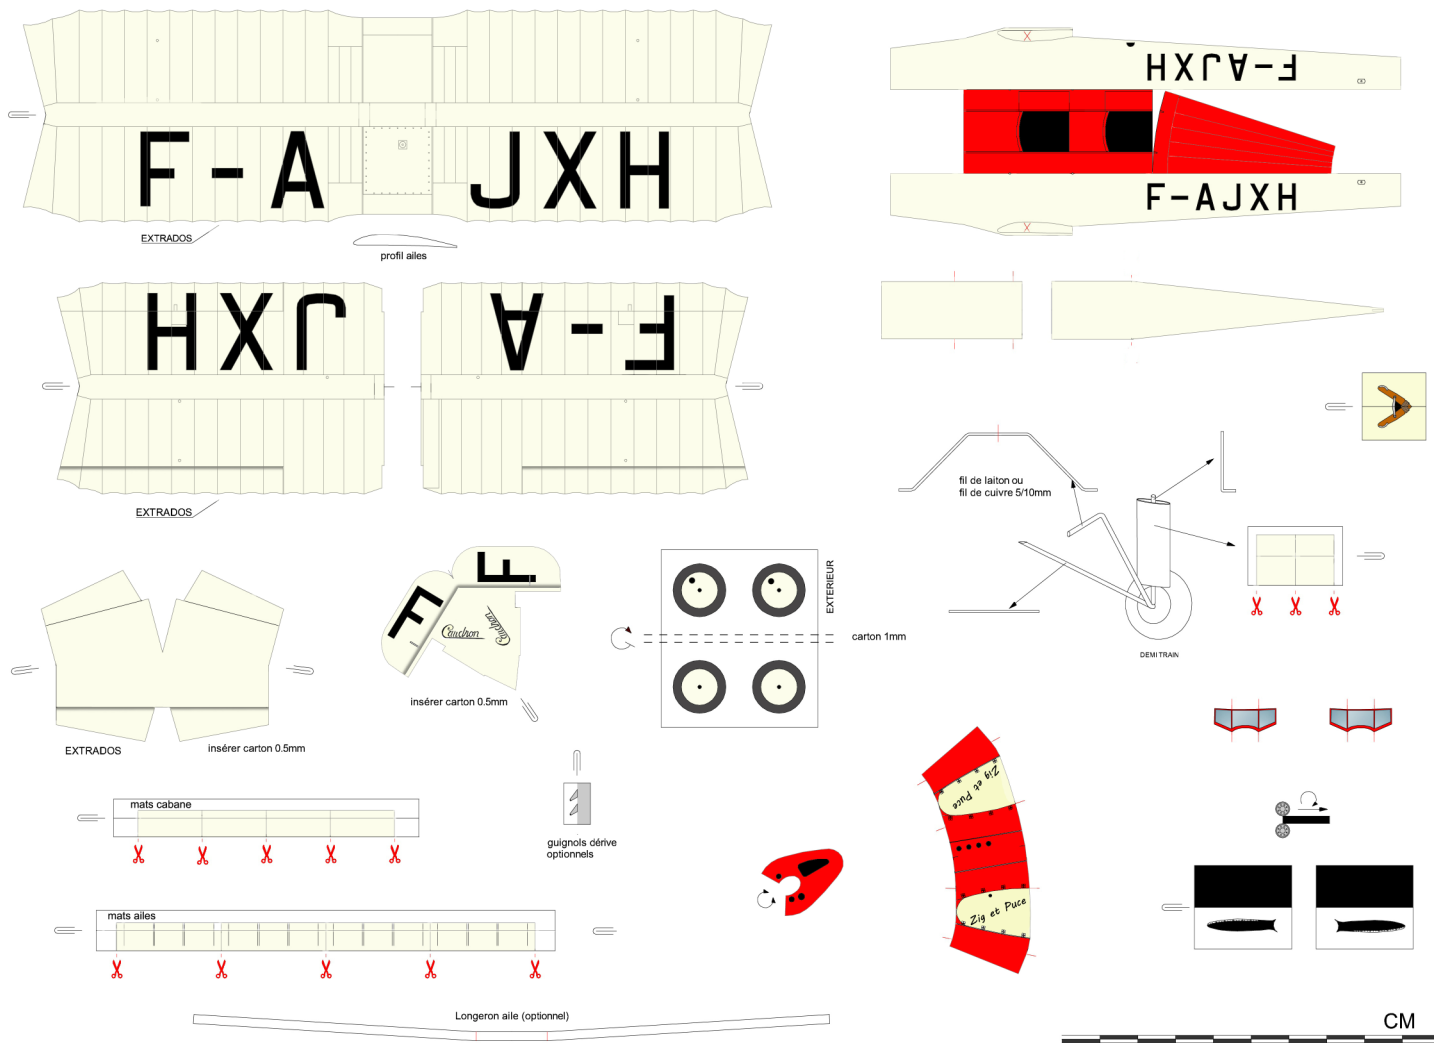 F-A JXH
EXTRADOS
profil ailes
F-AJXH
F-AJXH
JXH
F-A
EXTRADOS
fil de laiton ou
fil de cuivre 5/10mm
DEMI TRAIN
F
F
Caudron
Caudron
insérer carton 0.5mm
EXTERIEUR
carton 1mm
EXTRADOS
insérer carton 0.5mm
mats cabane
guignols dérive
optionnels
Zig et Puce
Zig et Puce
mats ailes
Longeron aile (optionnel)
CM